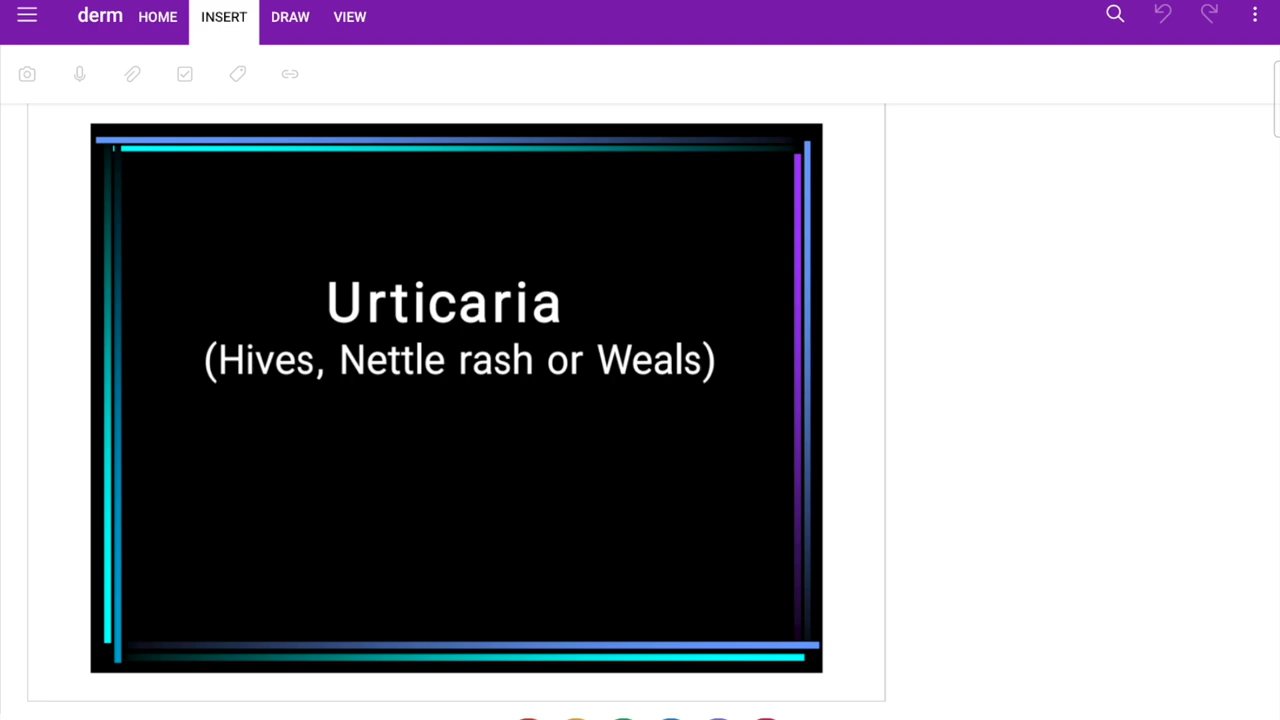 derm HOME INSERT DRAW VIEW
Urticaria
(Hives, Nettle rash or Weals)